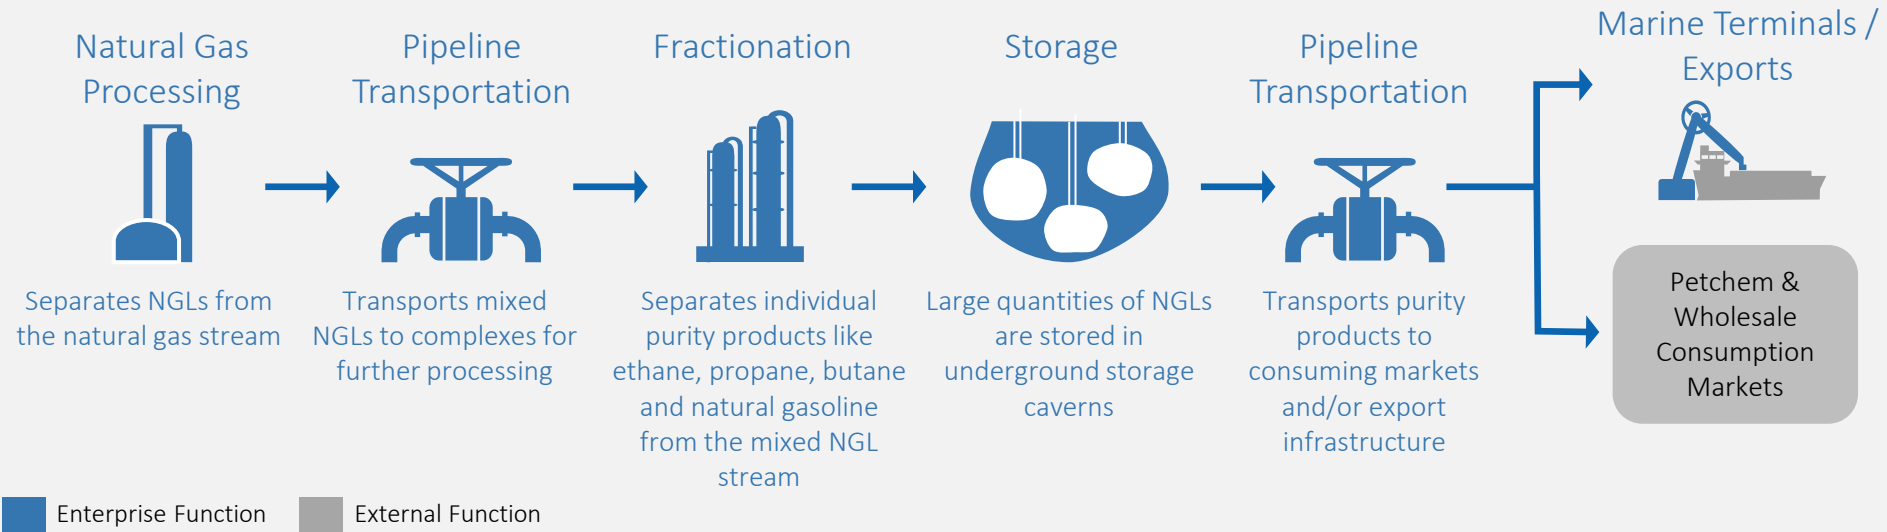 Natural Gas
Processing
Separates NGLs from
the natural gas stream
Pipeline
Transportation
Transports mixed
NGLs to complexes for
further processing
Fractionation
Separates individual
purity products like
ethane, propane, butane
and natural gasoline
from the mixed NGL
stream
Storage
Large quantities of NGLs
are stored in
underground storage
caverns
Pipeline
Transportation
Transports purity
products to
consuming markets
and/or export
infrastructure
Marine Terminals /
Exports
Petchem &
Wholesale
Consumption
Markets
Enterprise Function
External Function